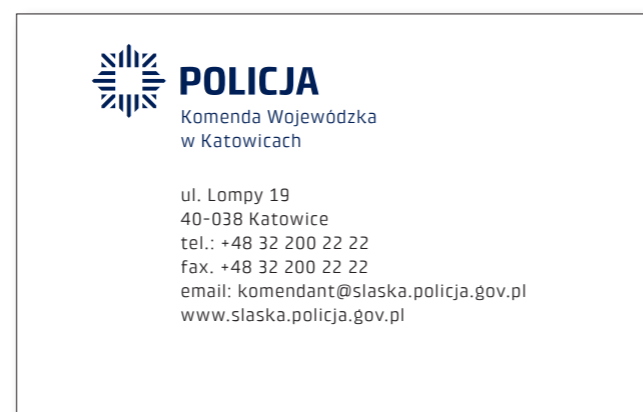 POLICJA
Komenda Wojewódzka
w Katowicach
ul. Lompy 19
40-038 Katowice
tel.: +48 32 200 22 22
fax. +48 32 200 22 22
email: komendant@slaska.policja.gov.pl
www.slaska.policja.gov.pl